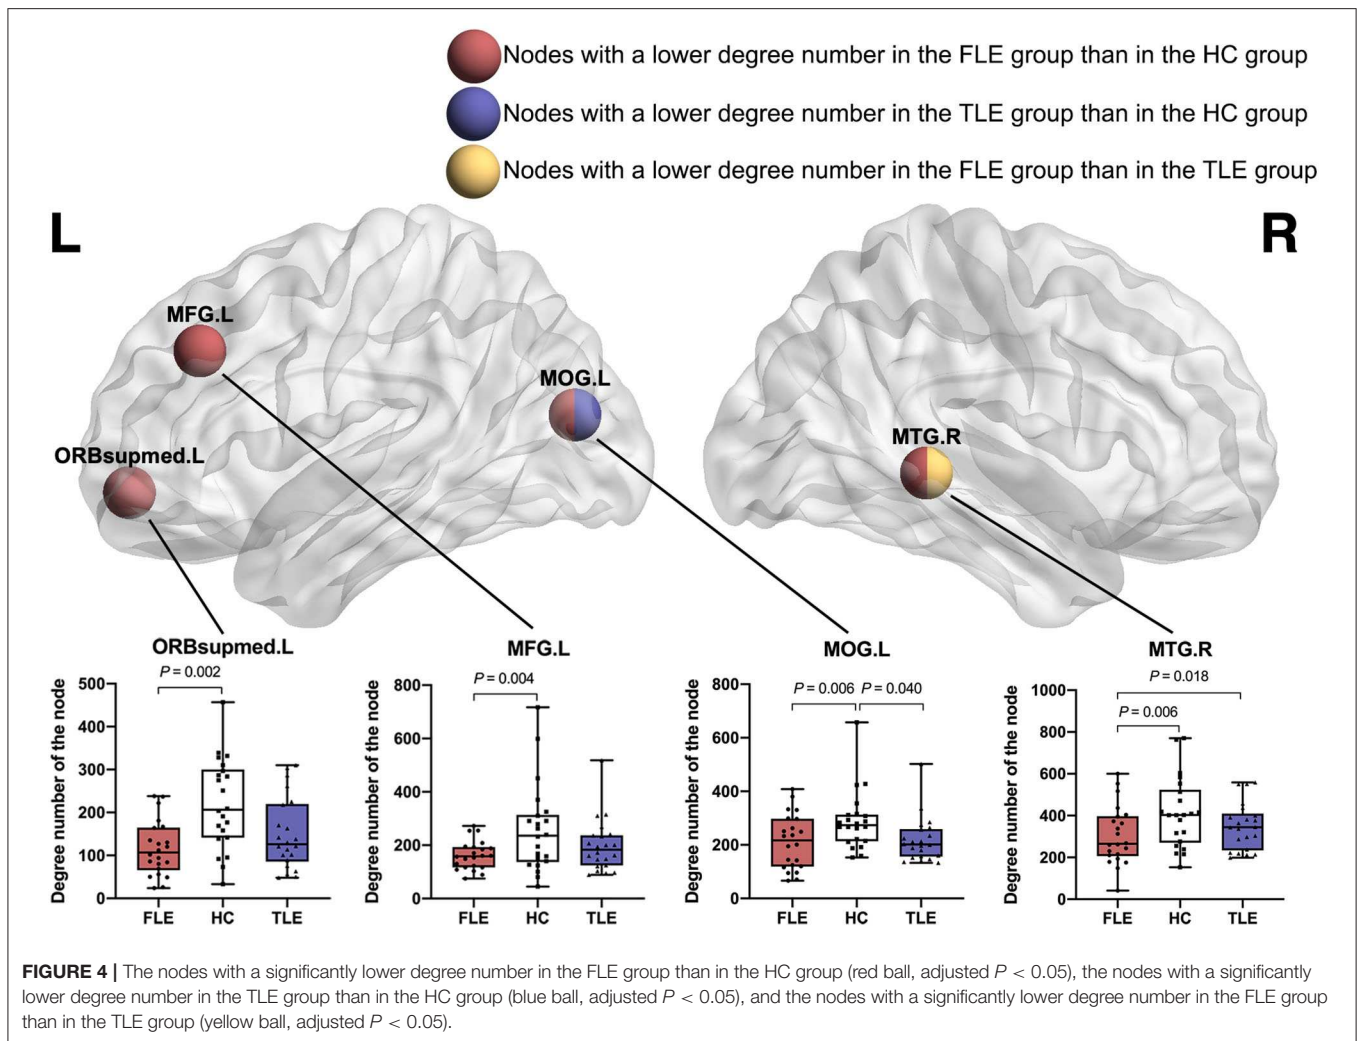 Nodes with a lower degree number in the FLE group than in the HC group
Nodes with a lower degree number in the TLE group than in the HC group
Nodes with a lower degree number in the FLE group than in the TLE group
L
R
MFG.L
MOG.L
MTG.R
ORBsupmed.L
ORBsupmed.L
P = 0.002
Degree number of the node
500
400
300
200
100
0
FLE HC TLE
MFG.L
P = 0.004
Degree number of the node
800
600
400
200
0
FLE HC TLE
MOG.L
P = 0.006 P = 0.040
Degree number of the node
800
600
400
200
0
FLE HC TLE
MTG.R
P = 0.018
P = 0.006
Degree number of the node
1000
800
600
400
200
0
FLE HC TLE
FIGURE 4 | The nodes with a significantly lower degree number in the FLE group than in the HC group (red ball, adjusted P < 0.05), the nodes with a significantly
lower degree number in the TLE group than in the HC group (blue ball, adjusted P < 0.05), and the nodes with a significantly lower degree number in the FLE group
than in the TLE group (yellow ball, adjusted P < 0.05).